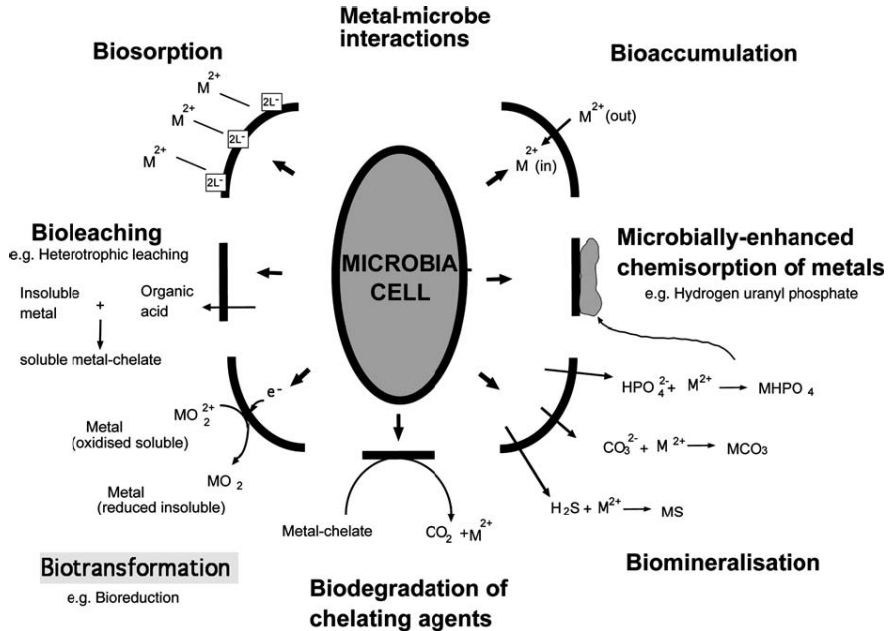 Metal-microbe
interactions
Biosorption
M2+
2L-
M2+
2L-
M2+
2L-
Bioaccumulation
M2+(out)
M2+(in)
MICROBIAL
CELL
Bioleaching
e.g. Heterotrophic leaching
Insoluble
metal
+
Organic
acid
soluble metal-chelate
Microbially-enhanced
chemisorption of metals
e.g. Hydrogen uranyl phosphate
HPO42-+ M2+ → MHPO4
CO32-+ M2+ → MCO3
H2S + M2+ → MS
Biomineralisation
e-
MO22+
Metal
(oxidised soluble)
MO2
Metal
(reduced insoluble)
Biotransformation
e.g. Bioreduction
Metal-chelate
CO2 +M2+
Biodegradation of
chelating agents